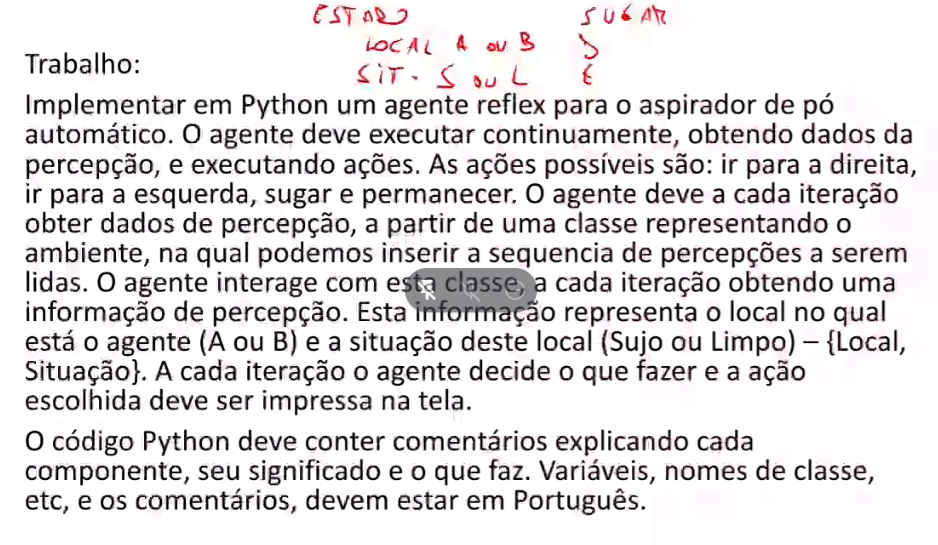 ESTADO SUGAR
LOCAL A OU B D
Trabalho:
SIT. S OU L E
Implementar em Python um agente reflex para o aspirador de pó
automático. O agente deve executar continuamente, obtendo dados da
percepção, e executando ações. As ações possíveis são: ir para a direita,
ir para a esquerda, sugar e permanecer. O agente deve a cada iteração
obter dados de percepção, a partir de uma classe representando o
ambiente, na qual podemos inserir a sequencia de percepções a serem
lidas. O agente interage com esta classe, a cada iteração obtendo uma
informação de percepção. Esta informação representa o local no qual
está o agente (A ou B) e a situação deste local (Sujo ou Limpo) – {Local,
Situação}. A cada iteração o agente decide o que fazer e a ação
escolhida deve ser impressa na tela.
O código Python deve conter comentários explicando cada
componente, seu significado e o que faz. Variáveis, nomes de classe,
etc, e os comentários, devem estar em Português.